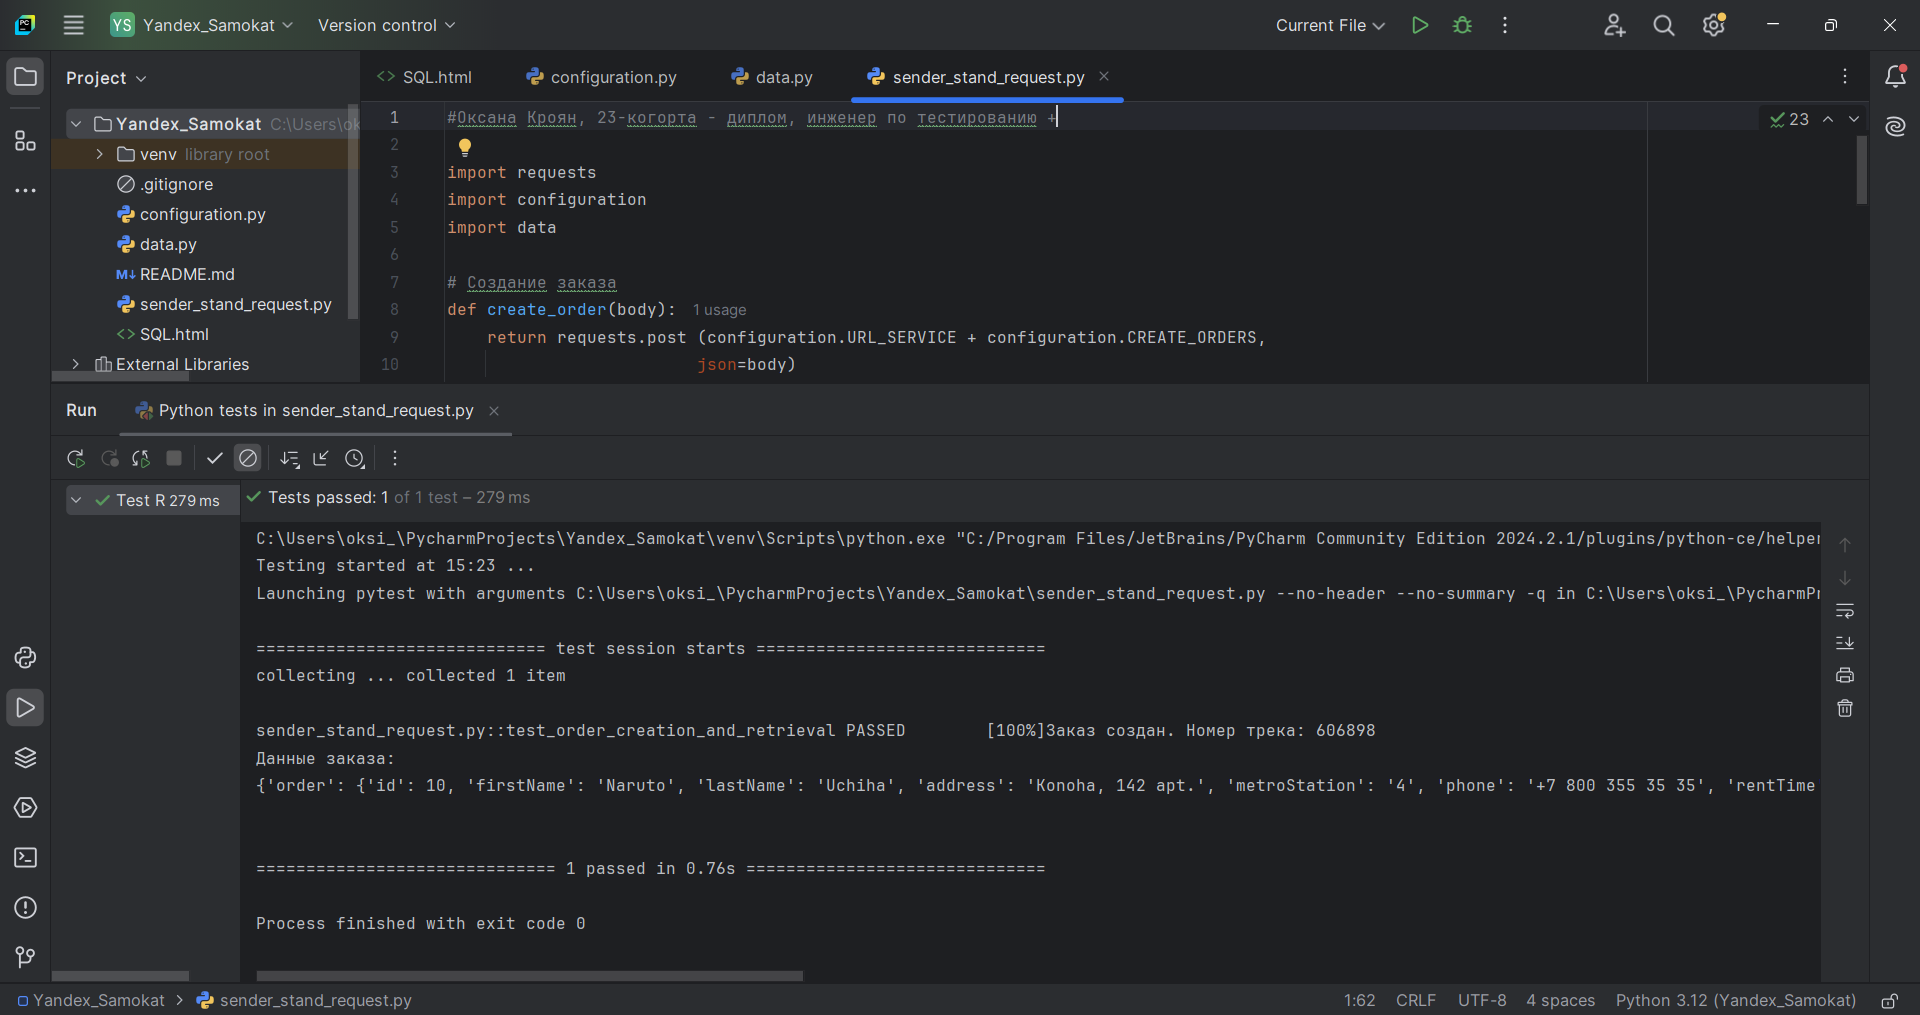 YS Yandex_Samokat Version control Current File
Project
SQL.html configuration.py data.py sender_stand_request.py
Yandex_Samokat C:\Users\ok
venv library root
.gitignore
configuration.py
data.py
README.md
sender_stand_request.py
SQL.html
External Libraries
1 #Оксана Кроян, 23-когорта - диплом, инженер по тестированию +
23
2
3 import requests
4 import configuration
5 import data
6
7 # Создание заказа
8 def create_order(body): 1 usage
9 return requests.post (configuration.URL_SERVICE + configuration.CREATE_ORDERS,
10 json=body)
Run Python tests in sender_stand_request.py
Test R 279 ms
Tests passed: 1 of 1 test – 279 ms
C:\Users\oksi_\PycharmProjects\Yandex_Samokat\venv\Scripts\python.exe "C:/Program Files/JetBrains/PyCharm Community Edition 2024.2.1/plugins/python-ce/helper
Testing started at 15:23 ...
Launching pytest with arguments C:\Users\oksi_\PycharmProjects\Yandex_Samokat\sender_stand_request.py --no-header --no-summary -q in C:\Users\oksi_\PycharmPr
============================= test session starts =============================
collecting ... collected 1 item
sender_stand_request.py::test_order_creation_and_retrieval PASSED [100%]Заказ создан. Номер трека: 606898
Данные заказа:
{'order': {'id': 10, 'firstName': 'Naruto', 'lastName': 'Uchiha', 'address': 'Konoha, 142 apt.', 'metroStation': '4', 'phone': '+7 800 355 35 35', 'rentTime
============================== 1 passed in 0.76s ==============================
Process finished with exit code 0
Yandex_Samokat > sender_stand_request.py
1:62 CRLF UTF-8 4 spaces Python 3.12 (Yandex_Samokat)